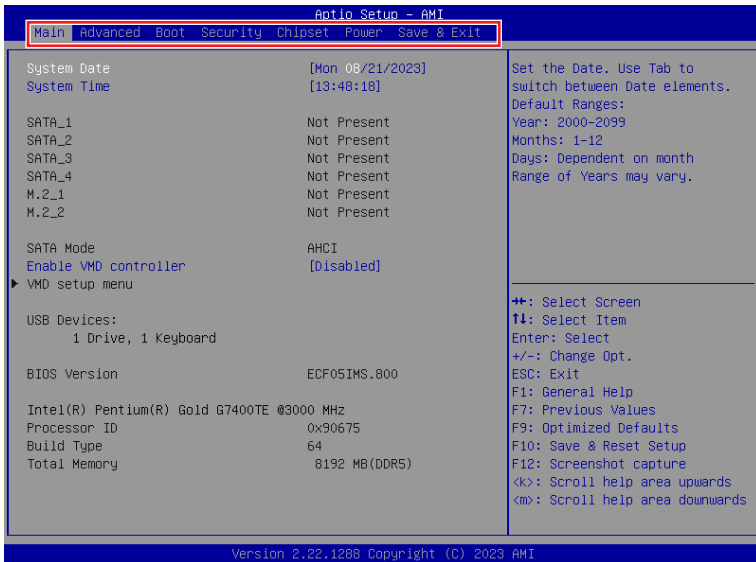 Aptio Setup – AMI
Main Advanced Boot Security Chipset Power Save & Exit
System Date [Mon 08/21/2023]
System Time [13:48:18]
SATA_1 Not Present
SATA_2 Not Present
SATA_3 Not Present
SATA_4 Not Present
M.2_1 Not Present
M.2_2 Not Present
SATA Mode AHCI
Enable VMD controller [Disabled]
VMD setup menu
USB Devices:
1 Drive, 1 Keyboard
BIOS Version ECF05IMS.800
Intel(R) Pentium(R) Gold G7400TE @3000 MHz
Processor ID 0x90675
Build Type 64
Total Memory 8192 MB(DDR5)
Set the Date. Use Tab to
switch between Date elements.
Default Ranges:
Year: 2000-2099
Months: 1-12
Days: Dependent on month
Range of Years may vary.
→←: Select Screen
↑↓: Select Item
Enter: Select
+/-: Change Opt.
ESC: Exit
F1: General Help
F7: Previous Values
F9: Optimized Defaults
F10: Save & Reset Setup
F12: Screenshot capture
<k>: Scroll help area upwards
<m>: Scroll help area downwards
Version 2.22.1288 Copyright (C) 2023 AMI